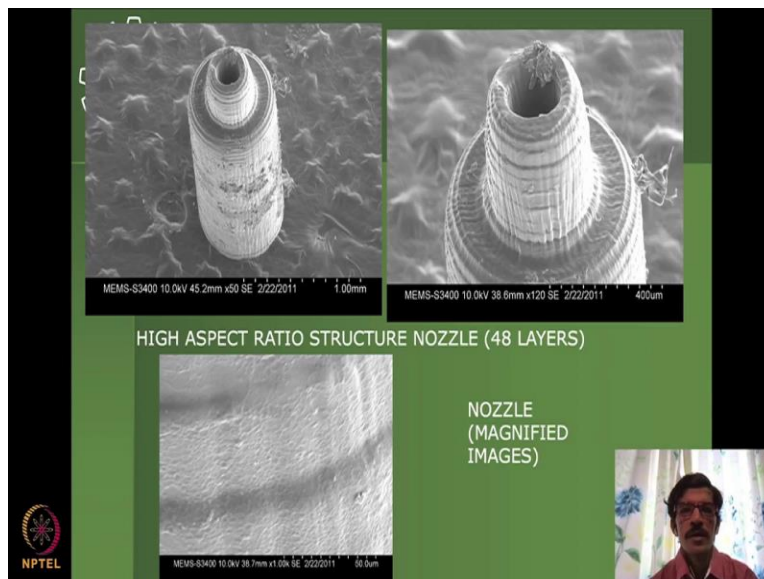 MEMS-S3400 10.0kV 45.2mm x50 SE 2/22/2011 1.00mm
MEMS-S3400 10.0kV 38.6mm x120 SE 2/22/2011 400um
HIGH ASPECT RATIO STRUCTURE NOZZLE (48 LAYERS)
NOZZLE
(MAGNIFIED
IMAGES)
MEMS-S3400 10.0kV 38.7mm x1.00k SE 2/22/2011 50.0um
NPTEL